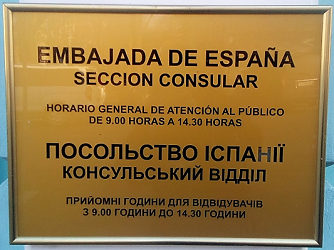 EMBAJADA DE ESPAÑA
SECCION CONSULAR
HORARIO GENERAL DE ATENCIÓN AL PÚBLICO
DE 9.00 HORAS A 14.30 HORAS
ПОСОЛЬСТВО ІСПАНІЇ
КОНСУЛЬСЬКИЙ ВІДДІЛ
ПРИЙОМНІ ГОДИНИ ДЛЯ ВІДВІДУВАЧІВ
З 9.00 ГОДИНИ ДО 14.30 ГОДИНИ